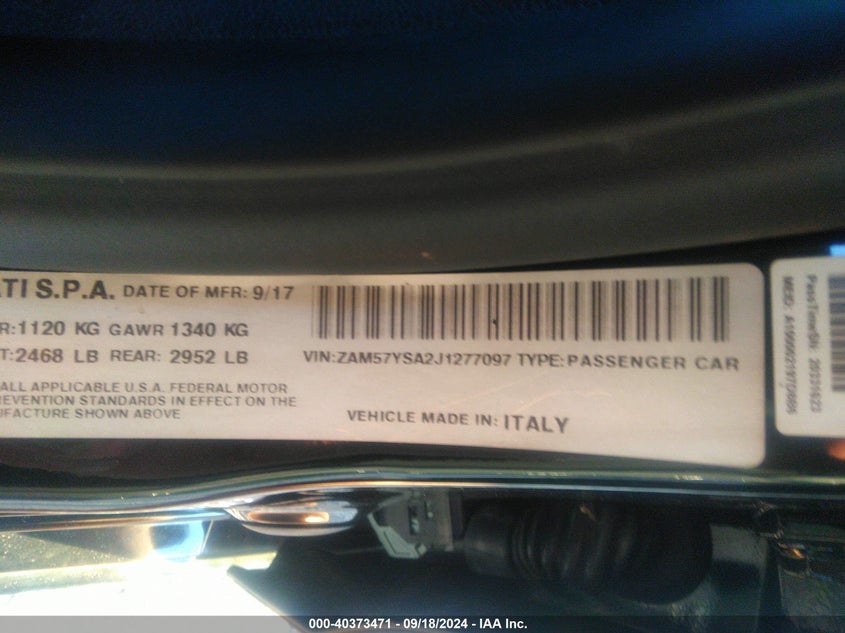 ATI S.P.A. DATE OF MFR: 9/17
R:1120 KG GAWR 1340 KG
T:2468 LB REAR: 2952 LB
ALL APPLICABLE U.S.A. FEDERAL MOTOR
REVENTION STANDARDS IN EFFECT ON THE
UFACTURE SHOWN ABOVE
VIN:ZAM57YSA2J1277097 TYPE:PASSENGER CAR
VEHICLE MADE IN: ITALY
000-40373471 - 09/18/2024 - IAA Inc.